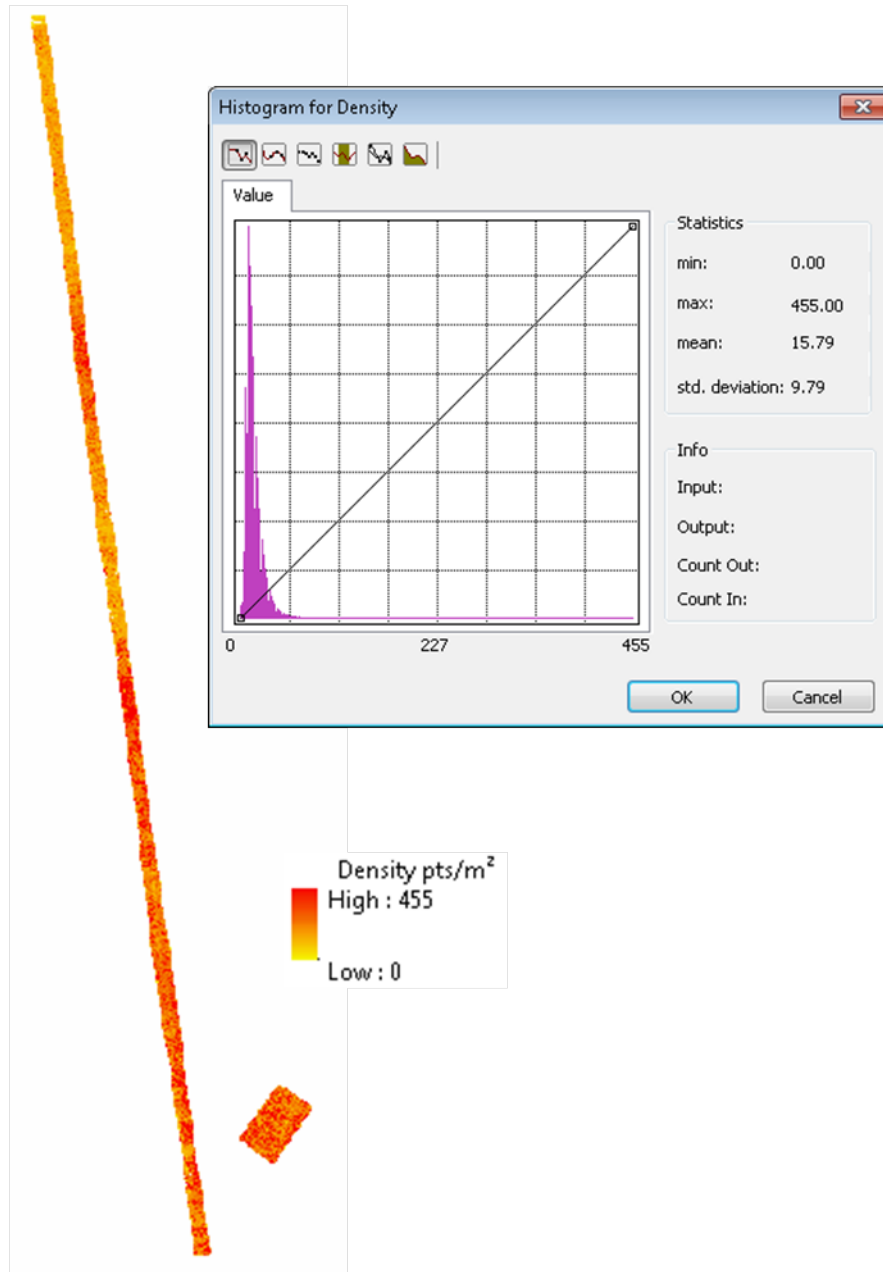 Histogram for Density
Value
Statistics
min: 0.00
max: 455.00
mean: 15.79
std. deviation: 9.79
Info
Input:
Output:
Count Out:
Count In:
0 227 455
OK Cancel
Density pts/m²
High : 455
Low : 0